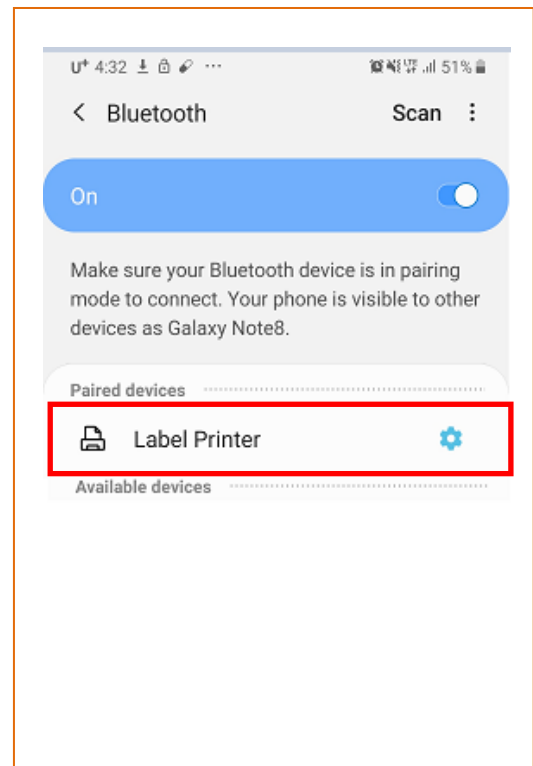 U+ 4:32 ...
51%
Bluetooth Scan
On
Make sure your Bluetooth device is in pairing
mode to connect. Your phone is visible to other
devices as Galaxy Note8.
Paired devices
Label Printer
Available devices